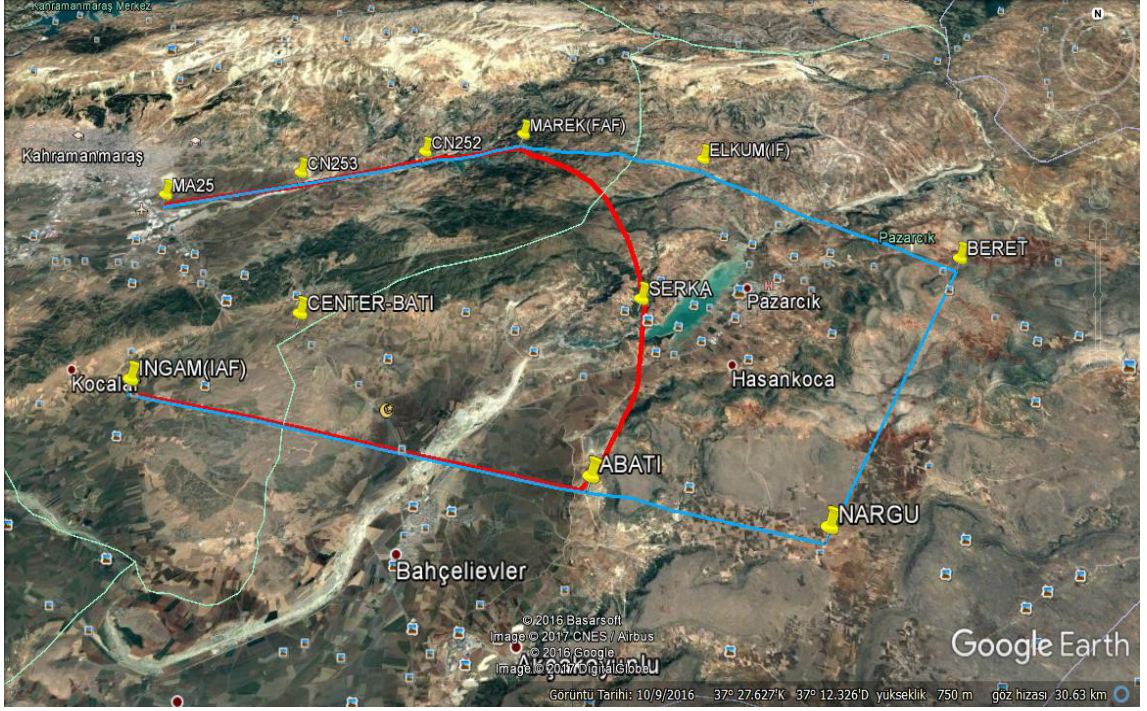 Kahramanmaraş Merkez
N
MAREK(FAF)
CN252
ELKUM(IF)
Kahramanmaraş
CN253
MA25
Pazarcık
BERET
SERKA
Pazarcık
CENTER-BATI
INGAM(IAF)
Hasankoca
ABATI
NARGU
Bahçelievler
© 2016 Basarsoft
Image © 2017 CNES / Airbus
© 2016 Google
Image © 2017 DigitalGlobe
Google Earth
Görüntü Tarihi: 10/9/2016 37° 27.627'K 37° 12.326'D yükseklik 750 m göz hizası 30.63 km